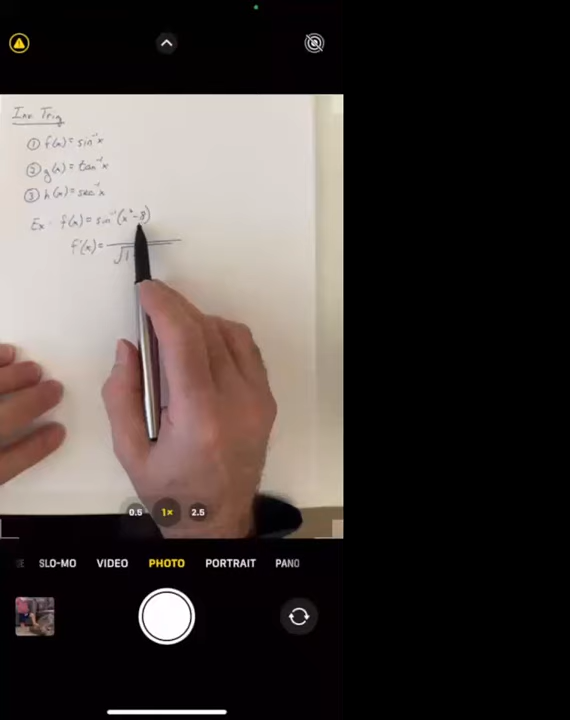 Inv Trig
① f(x) = sin⁻¹x
② g(x) = tan⁻¹x
③ h(x) = sec⁻¹x
Ex. f(x) = sin⁻¹(x²-8)
f'(x) =
√1
0.5 1× 2.5
SLO-MO VIDEO PHOTO PORTRAIT PANO